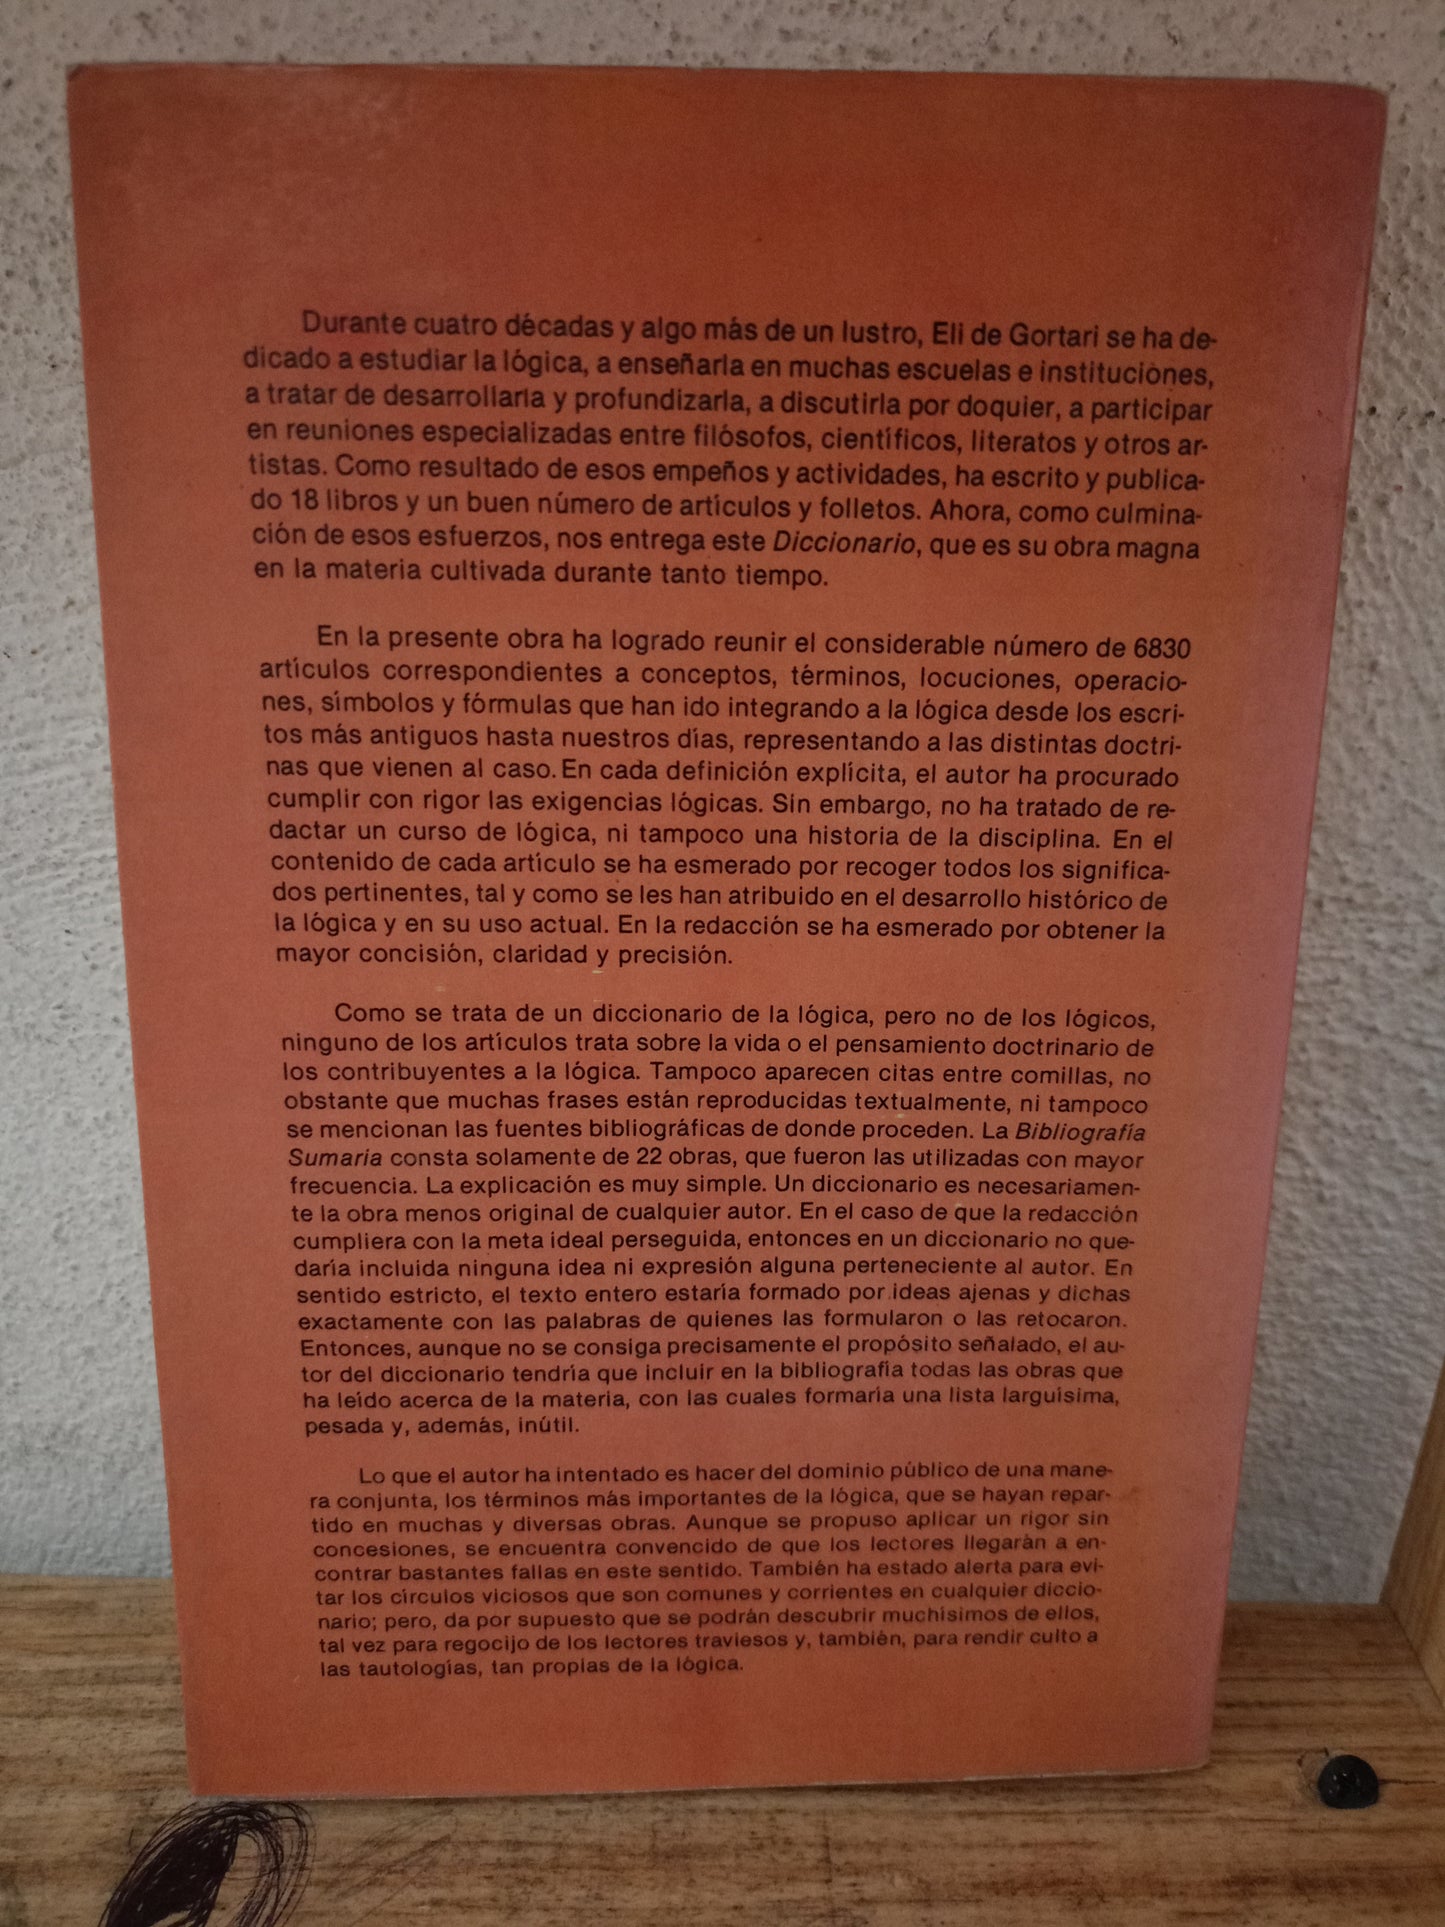 Durante cuatro décadas y algo más de un lustro, Eli de Gortari se ha de-
dicado a estudiar la lógica, a enseñarla en muchas escuelas e instituciones,
a tratar de desarrollarla y profundizarla, a discutirla por doquier, a participar
en reuniones especializadas entre filósofos, científicos, literatos y otros ar-
tistas. Como resultado de esos empeños y actividades, ha escrito y publica-
do 18 libros y un buen número de artículos y folletos. Ahora, como culmina-
ción de esos esfuerzos, nos entrega este Diccionario, que es su obra magna
en la materia cultivada durante tanto tiempo.
En la presente obra ha logrado reunir el considerable número de 6830
artículos correspondientes a conceptos, términos, locuciones, operacio-
nes, símbolos y fórmulas que han ido integrando a la lógica desde los escri-
tos más antiguos hasta nuestros días, representando a las distintas doctri-
nas que vienen al caso. En cada definición explícita, el autor ha procurado
cumplir con rigor las exigencias lógicas. Sin embargo, no ha tratado de re-
dactar un curso de lógica, ni tampoco una historia de la disciplina. En el
contenido de cada artículo se ha esmerado por recoger todos los significa-
dos pertinentes, tal y como se les han atribuido en el desarrollo histórico de
la lógica y en su uso actual. En la redacción se ha esmerado por obtener la
mayor concisión, claridad y precisión.
Como se trata de un diccionario de la lógica, pero no de los lógicos,
ninguno de los artículos trata sobre la vida o el pensamiento doctrinario de
los contribuyentes a la lógica. Tampoco aparecen citas entre comillas, no
obstante que muchas frases están reproducidas textualmente, ni tampoco
se mencionan las fuentes bibliográficas de donde proceden. La Bibliografía
Sumaria consta solamente de 22 obras, que fueron las utilizadas con mayor
frecuencia. La explicación es muy simple. Un diccionario es necesariamen-
te la obra menos original de cualquier autor. En el caso de que la redacción
cumpliera con la meta ideal perseguida, entonces en un diccionario no que-
daría incluida ninguna idea ni expresión alguna perteneciente al autor. En
sentido estricto, el texto entero estaría formado por ideas ajenas y dichas
exactamente con las palabras de quienes las formularon o las retocaron.
Entonces, aunque no se consiga precisamente el propósito señalado, el au-
tor del diccionario tendría que incluir en la bibliografía todas las obras que
ha leído acerca de la materia, con las cuales formaría una lista larguísima,
pesada y, además, inútil.
Lo que el autor ha intentado es hacer del dominio público de una mane-
ra conjunta, los términos más importantes de la lógica, que se hayan repar-
tido en muchas y diversas obras. Aunque se propuso aplicar un rigor sin
concesiones, se encuentra convencido de que los lectores llegarán a en-
contrar bastantes fallas en este sentido. También ha estado alerta para evi-
tar los círculos viciosos que son comunes y corrientes en cualquier diccio-
nario; pero, da por supuesto que se podrán descubrir muchísimos de ellos,
tal vez para regocijo de los lectores traviesos y, también, para rendir culto a
las tautologías, tan propias de la lógica.